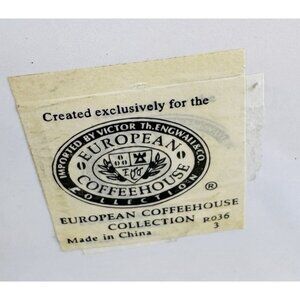 Created exclusively for the
IMPORTED BY VICTOR Th. ENGWALL & CO.
EUROPEAN
COFFEEHOUSE
COLLECTION
®
EUROPEAN COFFEEHOUSE
COLLECTION R036
Made in China 3